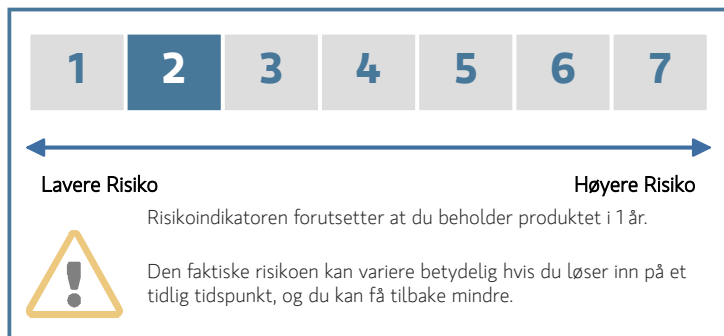 1 2 3 4 5 6 7
Lavere Risiko Høyere Risiko
Risikoindikatoren forutsetter at du beholder produktet i 1 år.
Den faktiske risikoen kan variere betydelig hvis du løser inn på et
tidlig tidspunkt, og du kan få tilbake mindre.